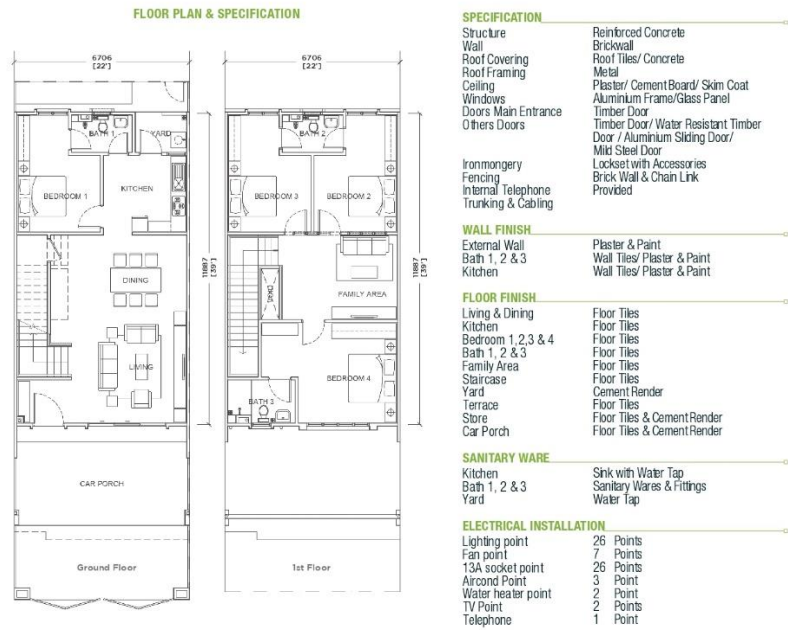 FLOOR PLAN & SPECIFICATION
6706
[22']
BATH 1
YARD
BEDROOM 1
KITCHEN
11887
[39']
DINING
LIVING
CAR PORCH
Ground Floor
6706
[22']
BATH 2
BEDROOM 3
BEDROOM 2
11887
[39']
FAMILY AREA
BEDROOM 4
BATH 3
1st Floor
SPECIFICATION
Structure Reinforced Concrete
Wall Brickwall
Roof Covering Roof Tiles/ Concrete
Roof Framing Metal
Ceiling Plaster/ Cement Board/ Skim Coat
Windows Aluminium Frame/Glass Panel
Doors Main Entrance Timber Door
Others Doors Timber Door/ Water Resistant Timber
Door / Aluminium Sliding Door/
Mild Steel Door
Ironmongery Lockset with Accessories
Fencing Brick Wall & Chain Link
Internal Telephone Provided
Trunking & Cabling
WALL FINISH
External Wall Plaster & Paint
Bath 1, 2 & 3 Wall Tiles/ Plaster & Paint
Kitchen Wall Tiles/ Plaster & Paint
FLOOR FINISH
Living & Dining Floor Tiles
Kitchen Floor Tiles
Bedroom 1,2,3 & 4 Floor Tiles
Bath 1, 2 & 3 Floor Tiles
Family Area Floor Tiles
Staircase Floor Tiles
Yard Cement Render
Terrace Floor Tiles
Store Floor Tiles & Cement Render
Car Porch Floor Tiles & Cement Render
SANITARY WARE
Kitchen Sink with Water Tap
Bath 1, 2 & 3 Sanitary Wares & Fittings
Yard Water Tap
ELECTRICAL INSTALLATION
Lighting point 26 Points
Fan point 7 Points
13A socket point 26 Points
Aircond Point 3 Point
Water heater point 2 Point
TV Point 2 Points
Telephone 1 Point